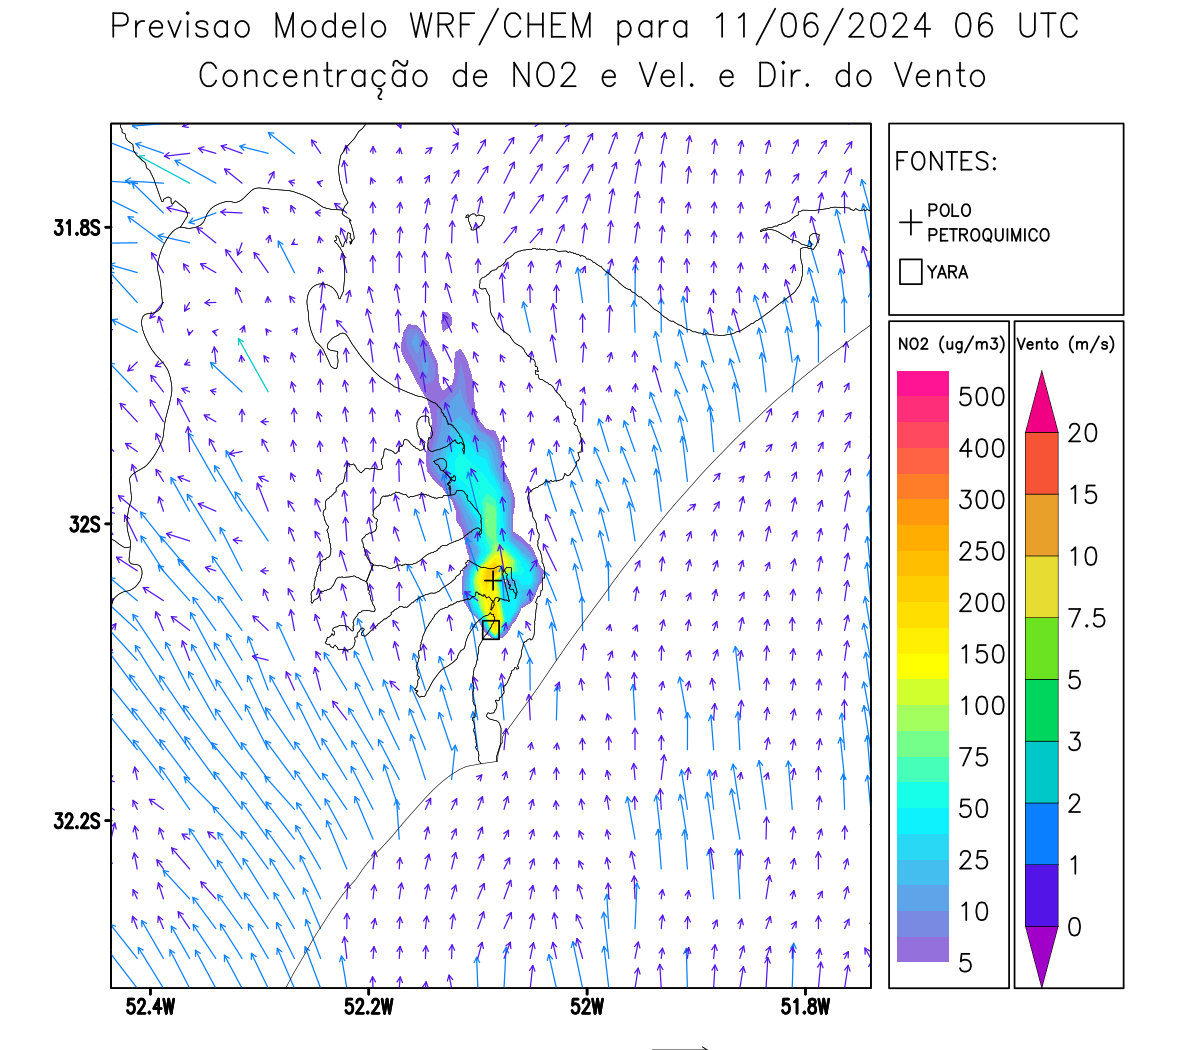 Previsao Modelo WRF/CHEM para 11/06/2024 06 UTC
Concentração de NO2 e Vel. e Dir. do Vento
FONTES:
POLO
PETROQUIMICO
YARA
NO2 (ug/m3)
500
400
300
250
200
150
100
75
50
25
10
5
Vento (m/s)
20
15
10
7.5
5
3
2
1
0
31.8S
32S
32.2S
52.4W
52.2W
52W
51.8W